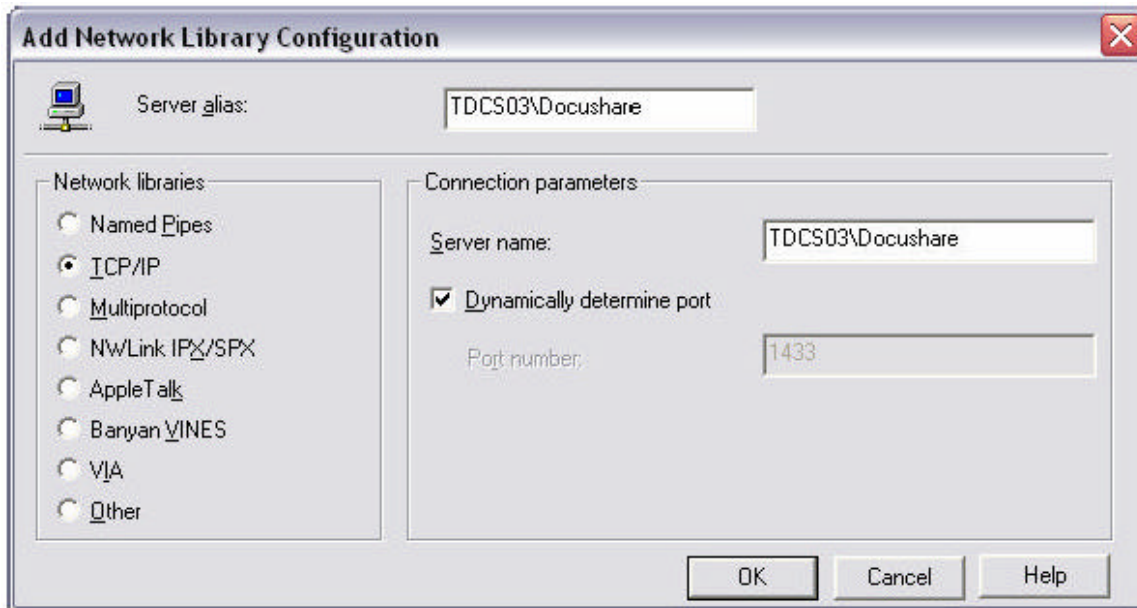 Add Network Library Configuration
Server alias: TDCS03\Docushare
Network libraries
Named Pipes
TCP/IP
Multiprotocol
NWLink IPX/SPX
AppleTalk
Banyan VINES
VIA
Other
Connection parameters
Server name: TDCS03\Docushare
Dynamically determine port
Port number: 1433
OK Cancel Help